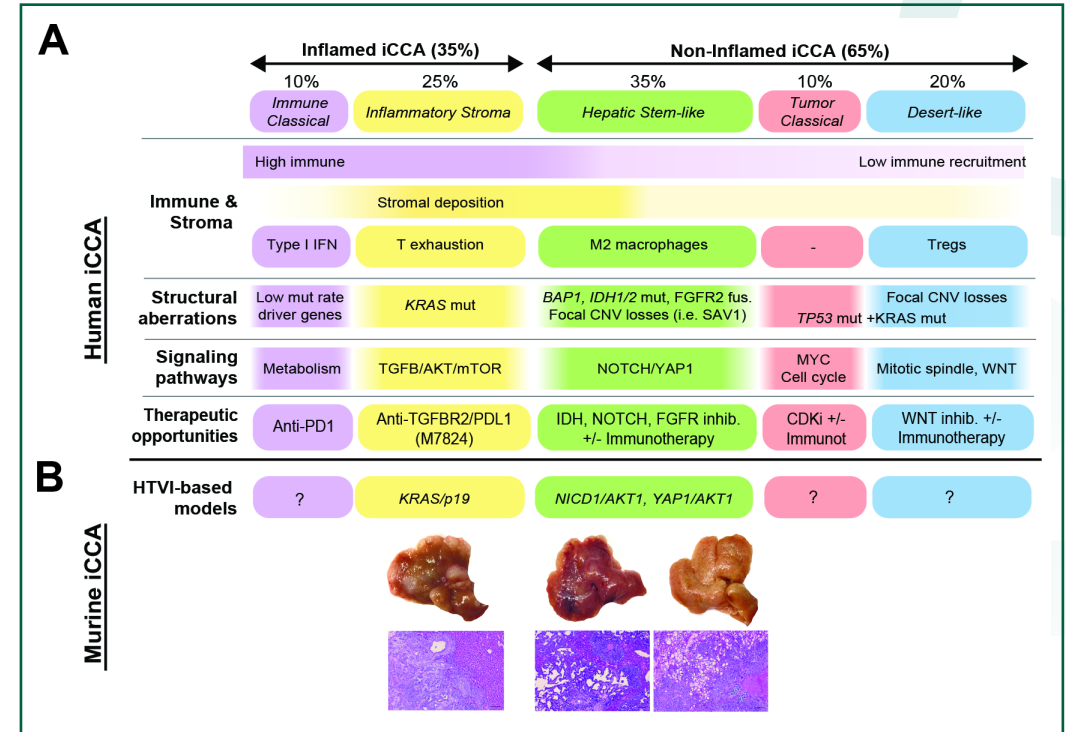 A
Inflamed iCCA (35%)
Non-Inflamed iCCA (65%)
10%
25%
35%
10%
20%
Immune
Classical
Inflammatory Stroma
Hepatic Stem-like
Tumor
Classical
Desert-like
High immune
Low immune recruitment
Human iCCA
Immune &
Stroma
Stromal deposition
Type I IFN
T exhaustion
M2 macrophages
-
Tregs
Structural
aberrations
Low mut rate
driver genes
KRAS mut
BAP1, IDH1/2 mut, FGFR2 fus.
Focal CNV losses (i.e. SAV1)
Focal CNV losses
TP53 mut +KRAS mut
Signaling
pathways
Metabolism
TGFB/AKT/mTOR
NOTCH/YAP1
MYC
Cell cycle
Mitotic spindle, WNT
Therapeutic
opportunities
Anti-PD1
Anti-TGFBR2/PDL1
(M7824)
IDH, NOTCH, FGFR inhib.
+/- Immunotherapy
CDKi +/-
Immunot
WNT inhib. +/-
Immunotherapy
B
Murine iCCA
HTVI-based
models
?
KRAS/p19
NICD1/AKT1, YAP1/AKT1
?
?